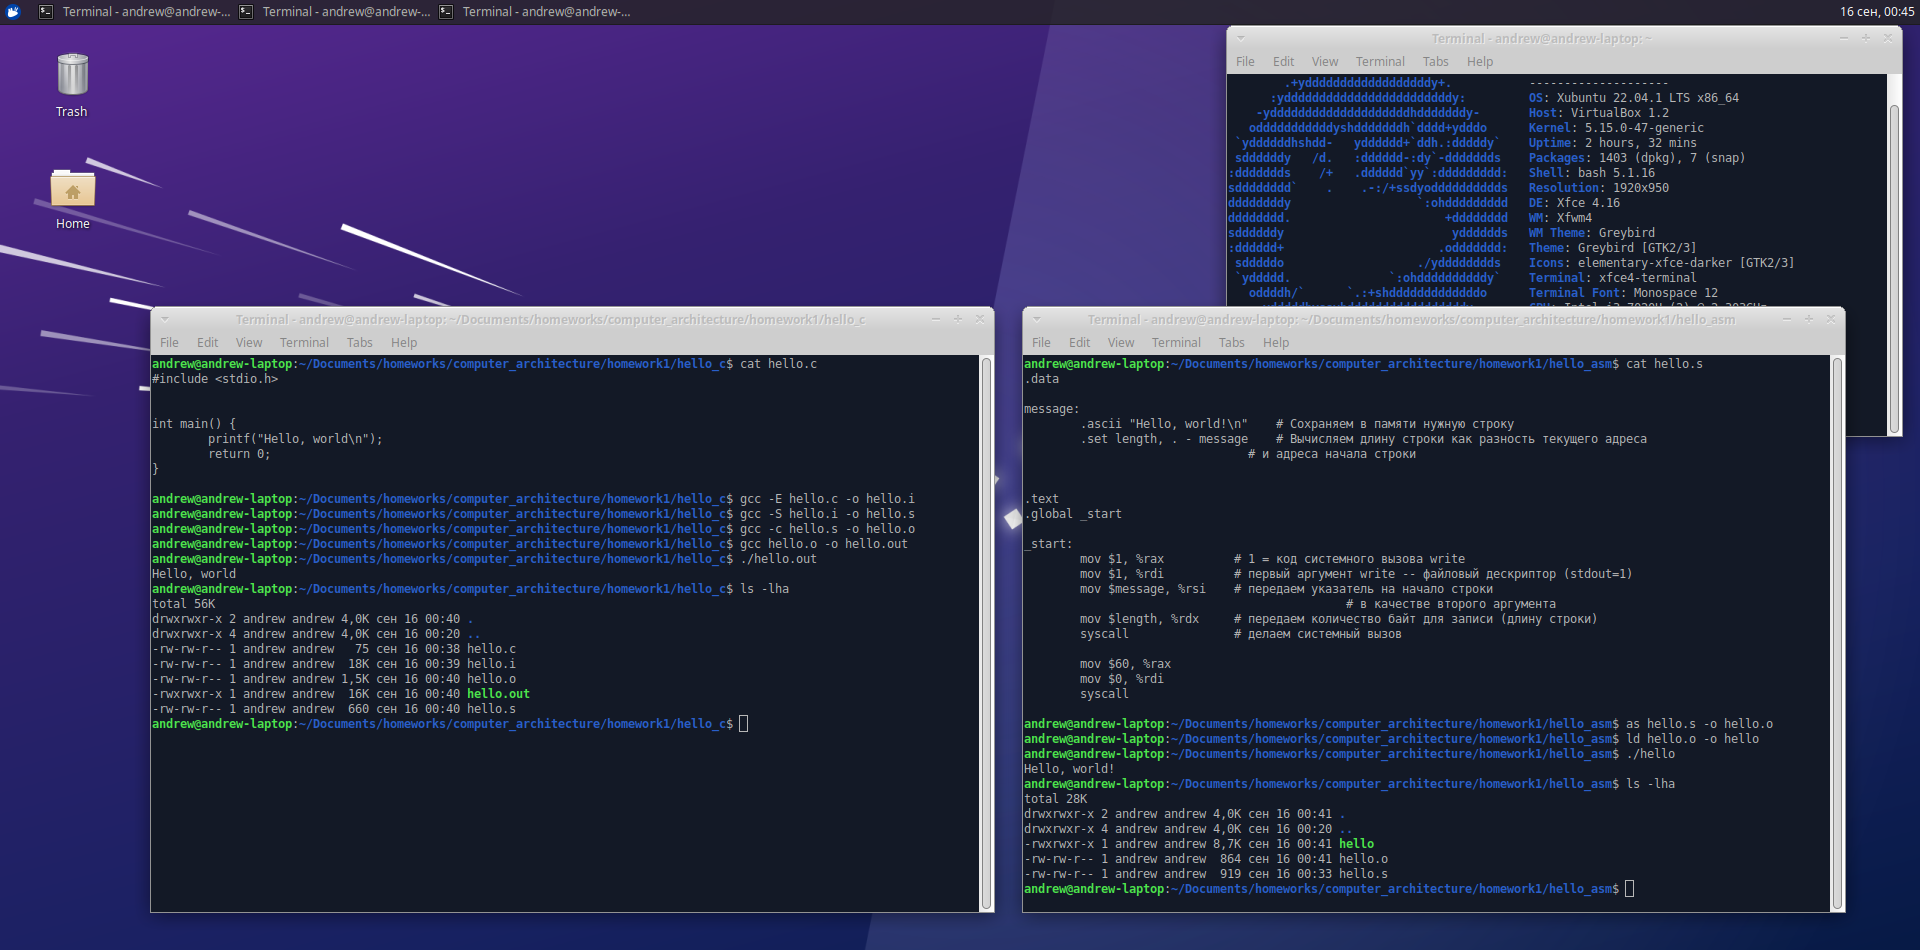 Terminal - andrew@andrew-...
Terminal - andrew@andrew-...
Terminal - andrew@andrew-...
16 сен, 00:45
Trash
Home
Terminal - andrew@andrew-laptop: ~
File Edit View Terminal Tabs Help
--------------------
OS: Xubuntu 22.04.1 LTS x86_64
Host: VirtualBox 1.2
Kernel: 5.15.0-47-generic
Uptime: 2 hours, 32 mins
Packages: 1403 (dpkg), 7 (snap)
Shell: bash 5.1.16
Resolution: 1920x950
DE: Xfce 4.16
WM: Xfwm4
WM Theme: Greybird
Theme: Greybird [GTK2/3]
Icons: elementary-xfce-darker [GTK2/3]
Terminal: xfce4-terminal
Terminal Font: Monospace 12
Terminal - andrew@andrew-laptop: ~/Documents/homeworks/computer_architecture/homework1/hello_c
File Edit View Terminal Tabs Help
andrew@andrew-laptop:~/Documents/homeworks/computer_architecture/homework1/hello_c$ cat hello.c
#include <stdio.h>
int main() {
        printf("Hello, world\n");
        return 0;
}
andrew@andrew-laptop:~/Documents/homeworks/computer_architecture/homework1/hello_c$ gcc -E hello.c -o hello.i
andrew@andrew-laptop:~/Documents/homeworks/computer_architecture/homework1/hello_c$ gcc -S hello.i -o hello.s
andrew@andrew-laptop:~/Documents/homeworks/computer_architecture/homework1/hello_c$ gcc -c hello.s -o hello.o
andrew@andrew-laptop:~/Documents/homeworks/computer_architecture/homework1/hello_c$ gcc hello.o -o hello.out
andrew@andrew-laptop:~/Documents/homeworks/computer_architecture/homework1/hello_c$ ./hello.out
Hello, world
andrew@andrew-laptop:~/Documents/homeworks/computer_architecture/homework1/hello_c$ ls -lha
total 56K
drwxrwxr-x 2 andrew andrew 4,0K сен 16 00:40 .
drwxrwxr-x 4 andrew andrew 4,0K сен 16 00:20 ..
-rw-rw-r-- 1 andrew andrew   75 сен 16 00:38 hello.c
-rw-rw-r-- 1 andrew andrew  18K сен 16 00:39 hello.i
-rw-rw-r-- 1 andrew andrew 1,5K сен 16 00:40 hello.o
-rwxrwxr-x 1 andrew andrew  16K сен 16 00:40 hello.out
-rw-rw-r-- 1 andrew andrew  660 сен 16 00:40 hello.s
andrew@andrew-laptop:~/Documents/homeworks/computer_architecture/homework1/hello_c$
Terminal - andrew@andrew-laptop: ~/Documents/homeworks/computer_architecture/homework1/hello_asm
File Edit View Terminal Tabs Help
andrew@andrew-laptop:~/Documents/homeworks/computer_architecture/homework1/hello_asm$ cat hello.s
.data
message:
        .ascii "Hello, world!\n"    # Сохраняем в памяти нужную строку
        .set length, . - message    # Вычисляем длину строки как разность текущего адреса
                                # и адреса начала строки
.text
.global _start
_start:
        mov $1, %rax          # 1 = код системного вызова write
        mov $1, %rdi          # первый аргумент write -- файловый дескриптор (stdout=1)
        mov $message, %rsi    # передаем указатель на начало строки
                                              # в качестве второго аргумента
        mov $length, %rdx     # передаем количество байт для записи (длину строки)
        syscall               # делаем системный вызов
        mov $60, %rax
        mov $0, %rdi
        syscall
andrew@andrew-laptop:~/Documents/homeworks/computer_architecture/homework1/hello_asm$ as hello.s -o hello.o
andrew@andrew-laptop:~/Documents/homeworks/computer_architecture/homework1/hello_asm$ ld hello.o -o hello
andrew@andrew-laptop:~/Documents/homeworks/computer_architecture/homework1/hello_asm$ ./hello
Hello, world!
andrew@andrew-laptop:~/Documents/homeworks/computer_architecture/homework1/hello_asm$ ls -lha
total 28K
drwxrwxr-x 2 andrew andrew 4,0K сен 16 00:41 .
drwxrwxr-x 4 andrew andrew 4,0K сен 16 00:20 ..
-rwxrwxr-x 1 andrew andrew 8,7K сен 16 00:41 hello
-rw-rw-r-- 1 andrew andrew  864 сен 16 00:41 hello.o
-rw-rw-r-- 1 andrew andrew  919 сен 16 00:33 hello.s
andrew@andrew-laptop:~/Documents/homeworks/computer_architecture/homework1/hello_asm$